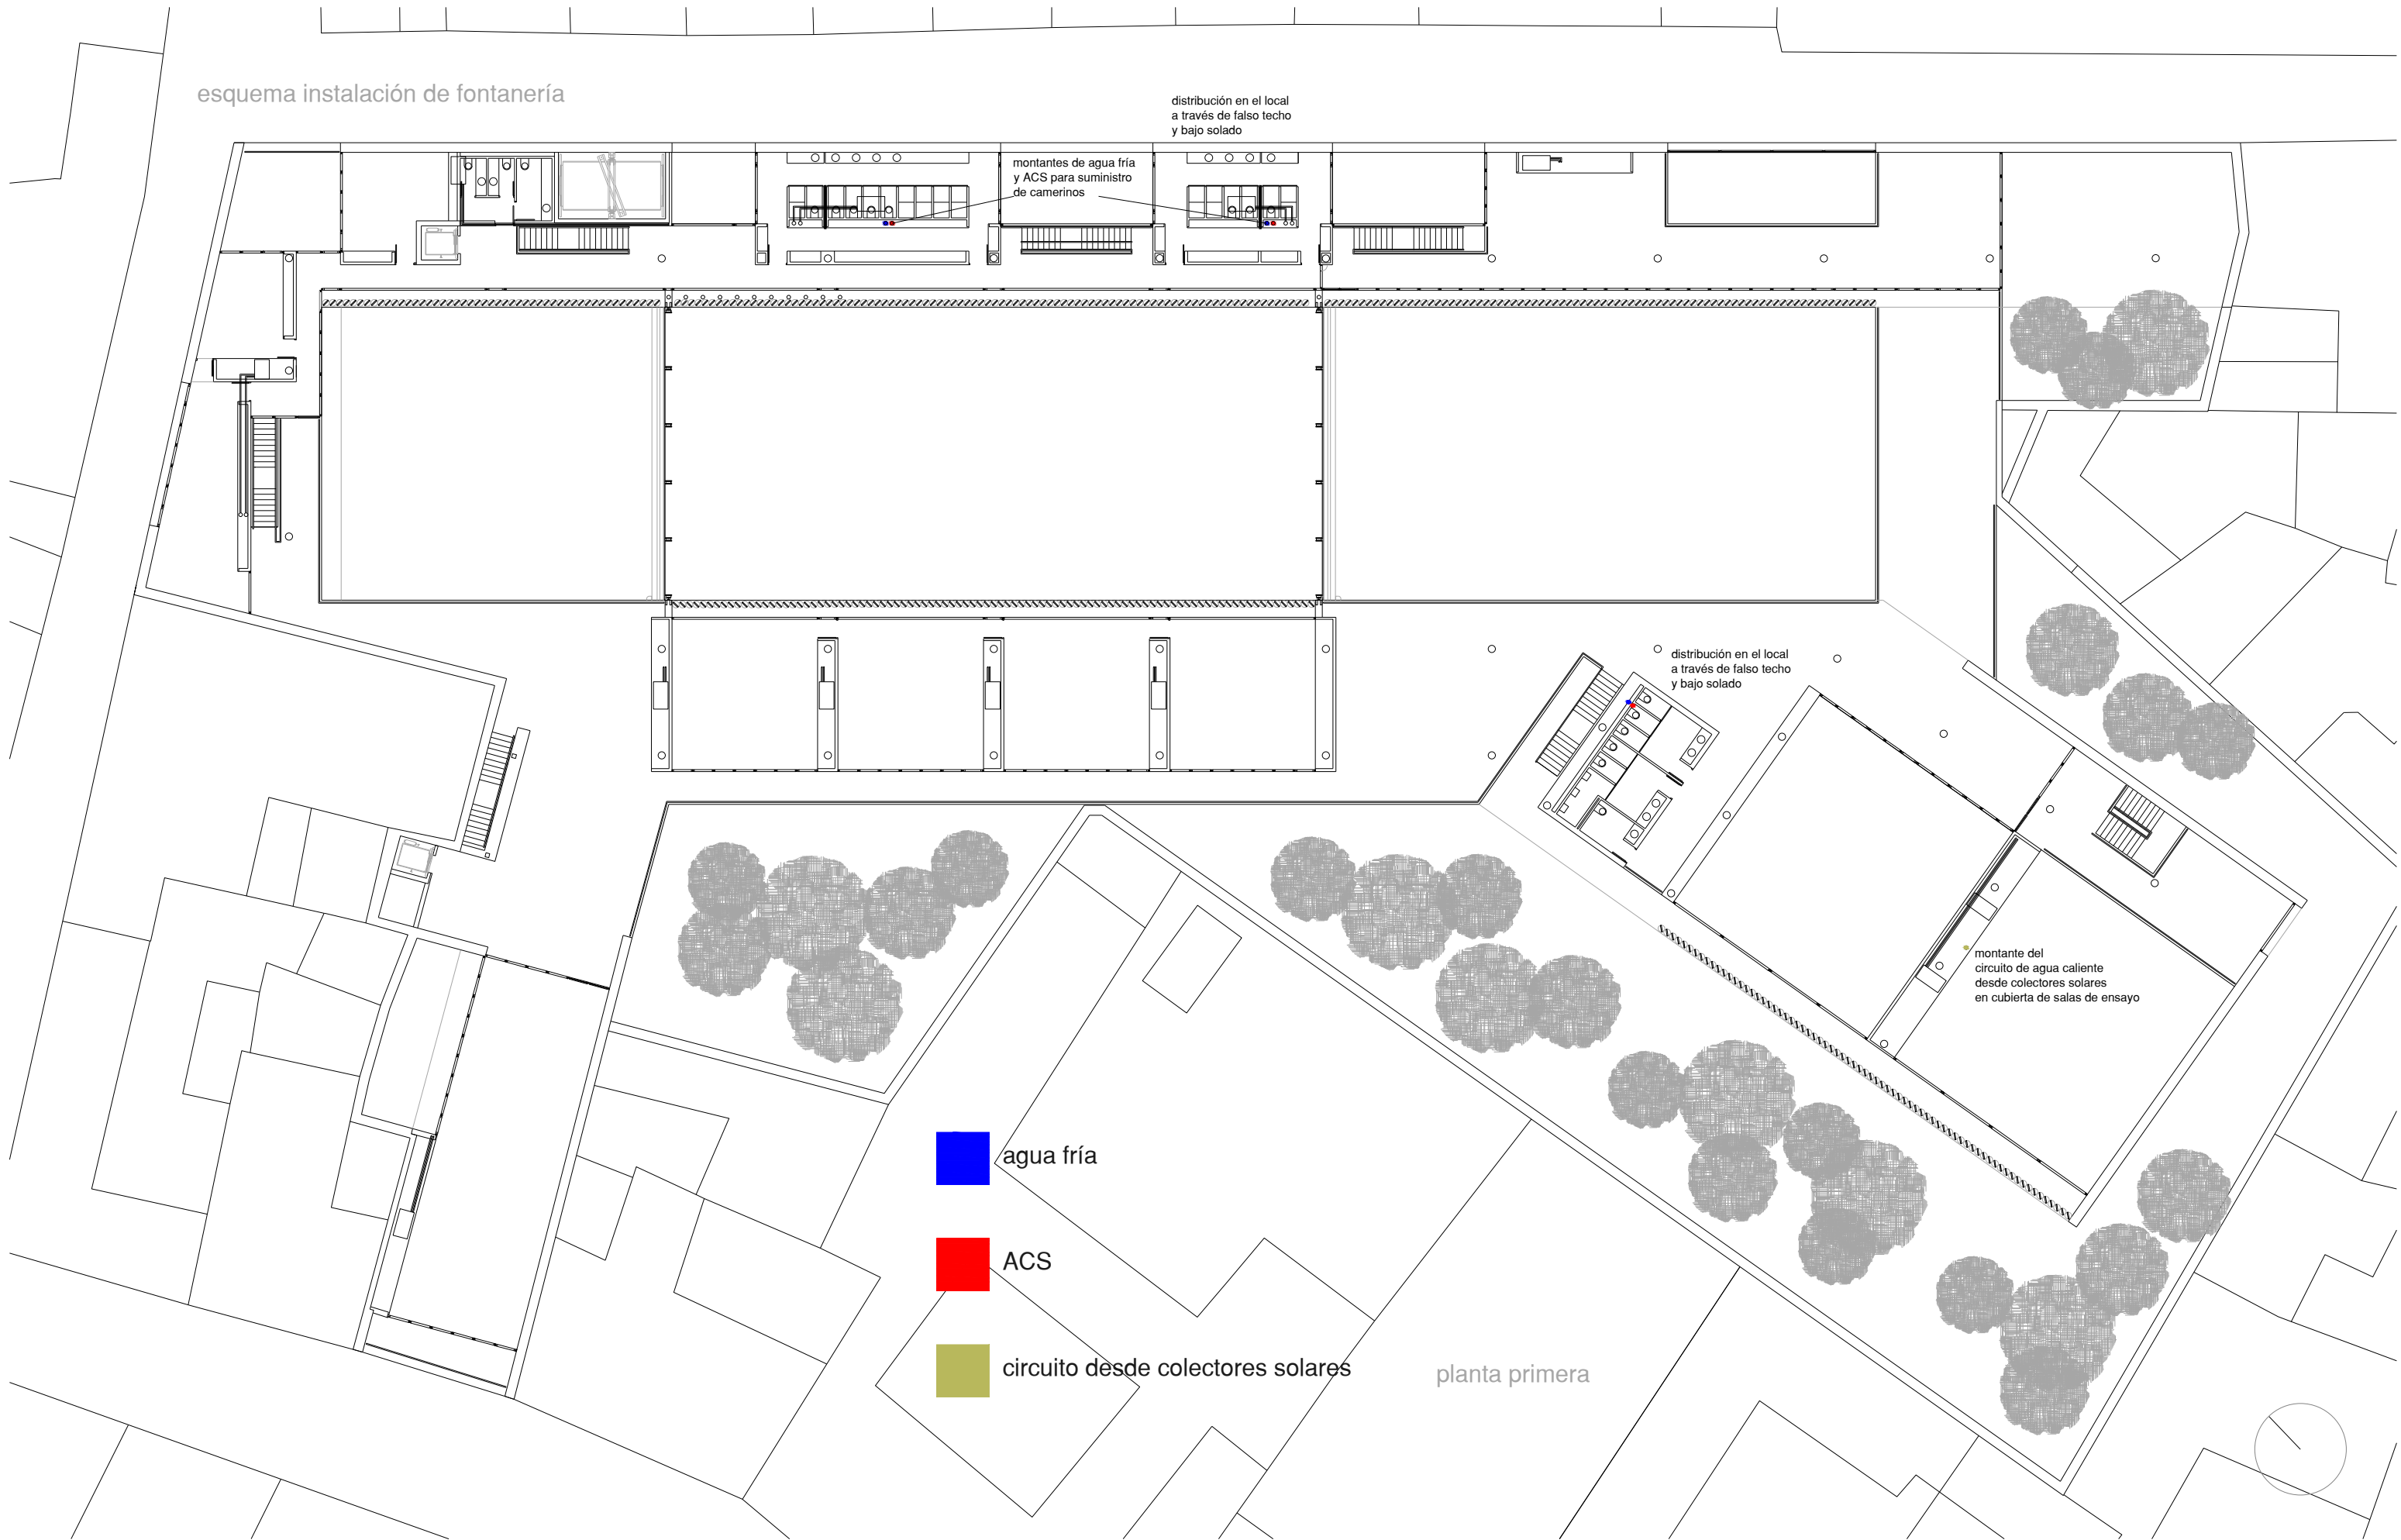 esquema instalación de fontanería
distribución en el local
a través de falso techo
y bajo solado
montantes de agua fría
y ACS para suministro
de camerinos
distribución en el local
a través de falso techo
y bajo solado
montante del
circuito de agua caliente
desde colectores solares
en cubierta de salas de ensayo
agua fría
ACS
circuito desde colectores solares
planta primera